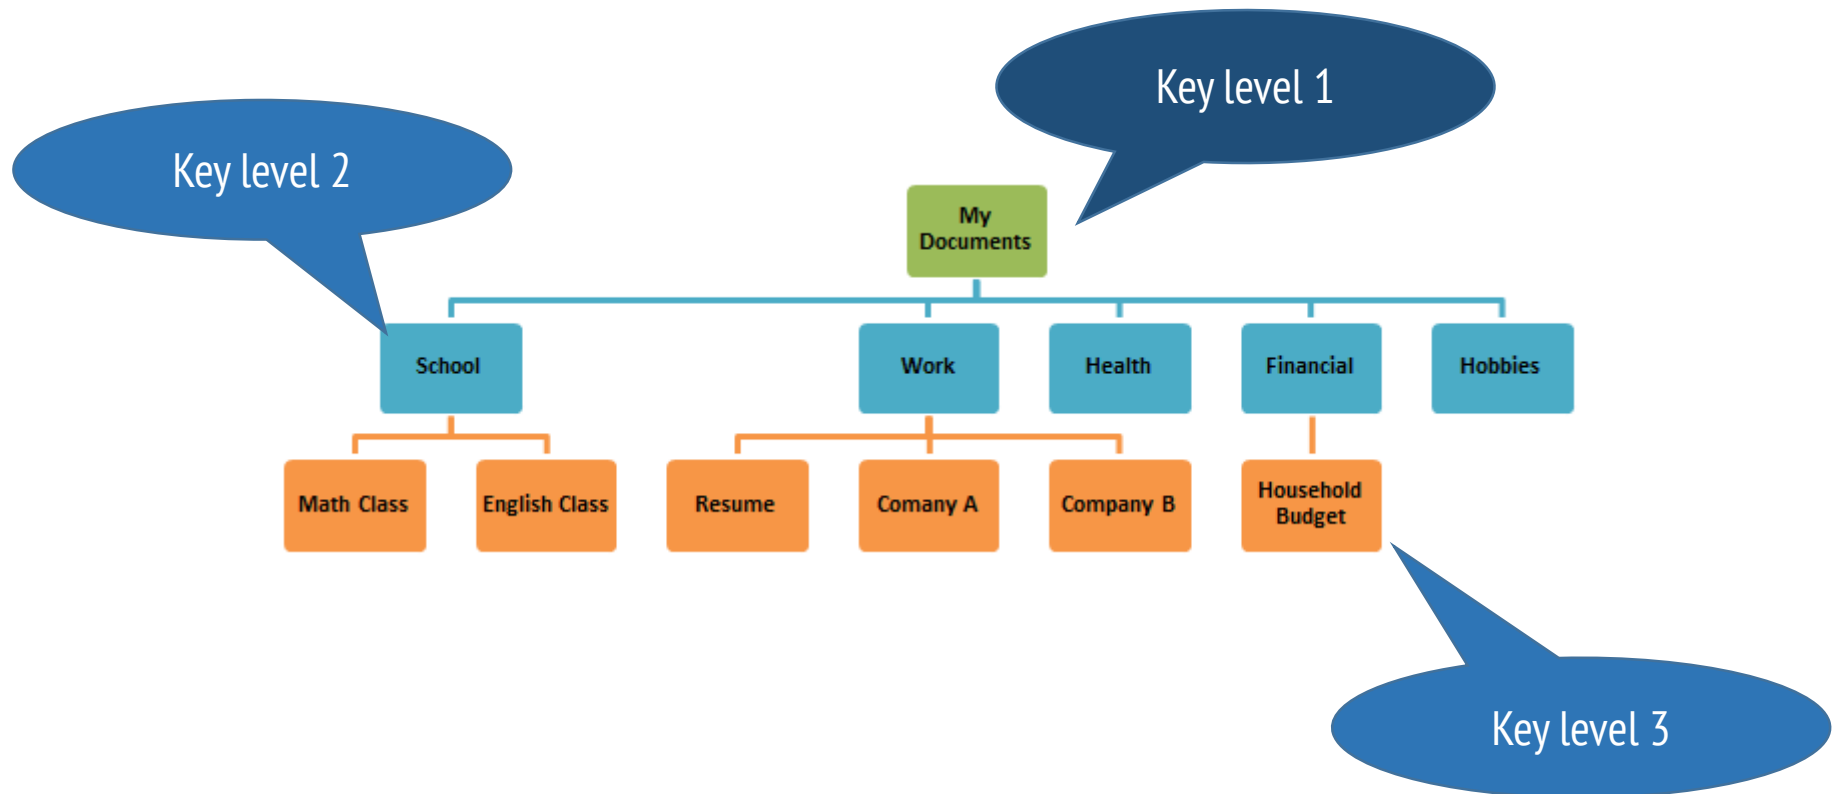 Key level 1
Key level 2
My
Documents
School
Work
Health
Financial
Hobbies
Math Class
English Class
Resume
Comany A
Company B
Household
Budget
Key level 3